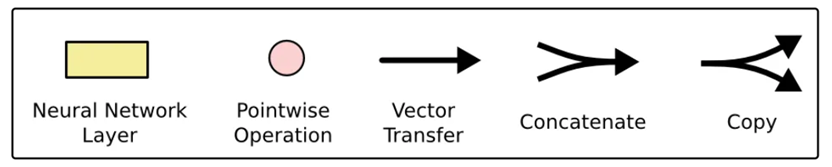 Neural Network
Layer
Pointwise
Operation
Vector
Transfer
Concatenate
Copy